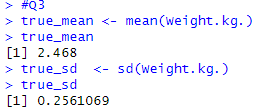 > #Q3
> true_mean <- mean(Weight.kg.)
> true_mean
[1] 2.468
> true_sd  <- sd(Weight.kg.)
> true_sd
[1] 0.2561069